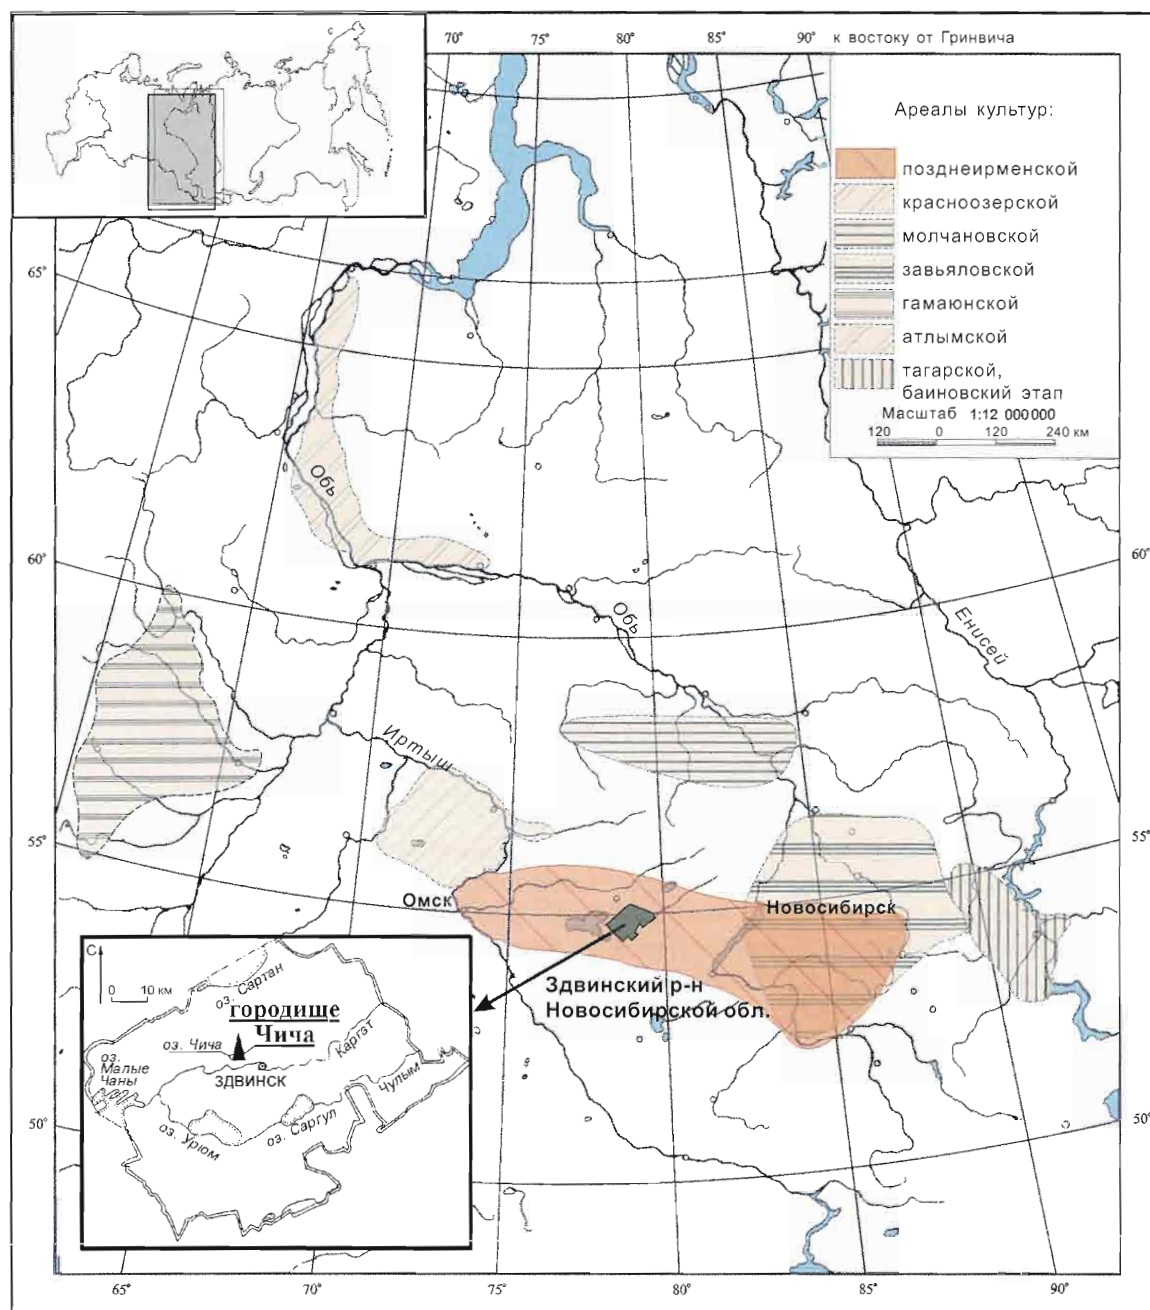 70° 75° 80° 85° 90° к востоку от Гринвича
С
Ареалы культур:
позднеирменской
красноозерской
молчановской
завьяловской
гамаюнской
атлымской
тагарской,
баиновский этап
Масштаб 1:12 000 000
120 0 120 240 км
65°
65°
Обь
60°
60°
Обь
Енисей
Иртыш
55°
55°
Омск
Новосибирск
Здвинский р-н
Новосибирской обл.
С
0 10 км
оз. Сартан
городище
Чича
оз. Чича
Каргат
оз.
Малые
Чаны
ЗДВИНСК
Чулым
оз. Саргул
оз. Урюм
50°
50°
65° 70° 75° 80° 85° 90°